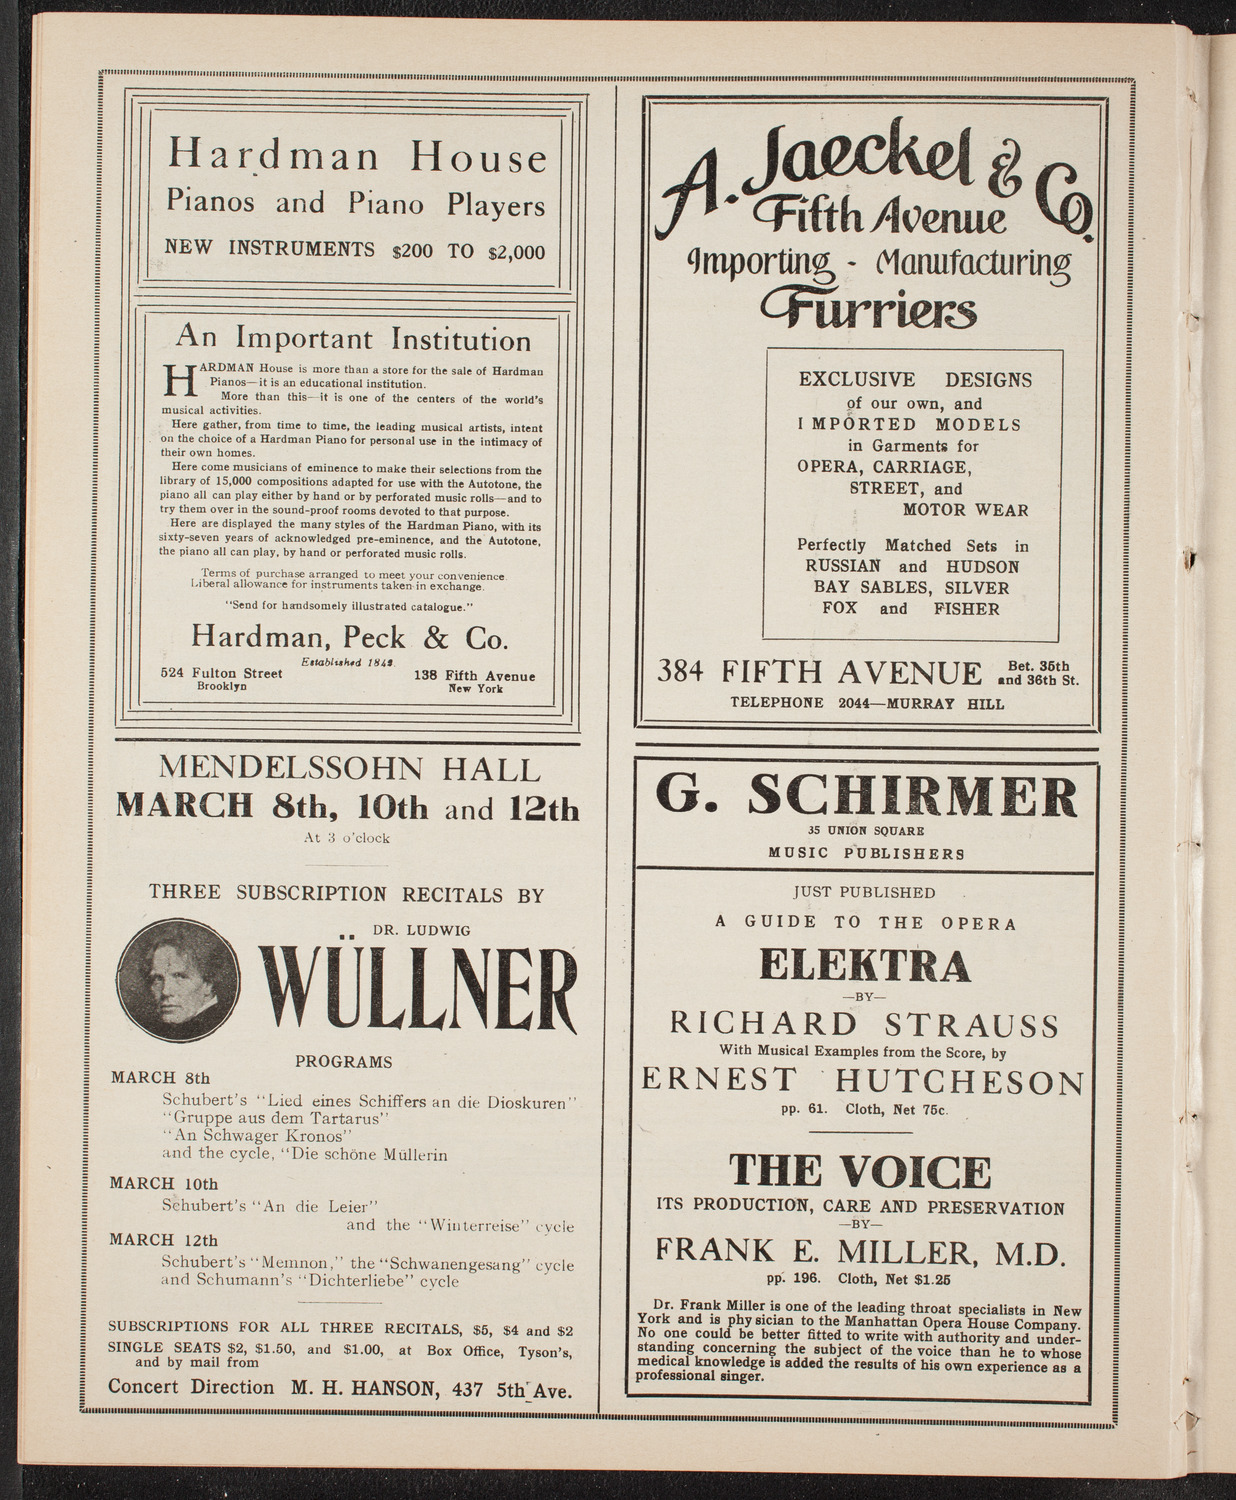 Hardman House
Pianos and Piano Players
NEW INSTRUMENTS $200 TO $2,000
An Important Institution
HARDMAN House is more than a store for the sale of Hardman
Pianos—it is an educational institution.
More than this—it is one of the centers of the world's
musical activities.
Here gather, from time to time, the leading musical artists, intent
on the choice of a Hardman Piano for personal use in the intimacy of
their own homes.
Here come musicians of eminence to make their selections from the
library of 15,000 compositions adapted for use with the Autotone, the
piano all can play either by hand or by perforated music rolls—and to
try them over in the sound-proof rooms devoted to that purpose.
Here are displayed the many styles of the Hardman Piano, with its
sixty-seven years of acknowledged pre-eminence, and the Autotone,
the piano all can play, by hand or perforated music rolls.
Terms of purchase arranged to meet your convenience.
Liberal allowance for instruments taken in exchange.
"Send for handsomely illustrated catalogue."
Hardman, Peck & Co.
Established 1842
524 Fulton Street
Brooklyn
138 Fifth Avenue
New York
MENDELSSOHN HALL
MARCH 8th, 10th and 12th
At 3 o'clock
THREE SUBSCRIPTION RECITALS BY
DR. LUDWIG
WÜLLNER
PROGRAMS
MARCH 8th
Schubert's "Lied eines Schiffers an die Dioskuren"
"Gruppe aus dem Tartarus"
"An Schwager Kronos"
and the cycle, "Die schöne Müllerin
MARCH 10th
Schubert's "An die Leier"
and the "Winterreise" cycle
MARCH 12th
Schubert's "Memnon," the "Schwanengesang" cycle
and Schumann's "Dichterliebe" cycle
SUBSCRIPTIONS FOR ALL THREE RECITALS, $5, $4 and $2
SINGLE SEATS $2, $1.50, and $1.00, at Box Office, Tyson's,
and by mail from
Concert Direction M. H. HANSON, 437 5th Ave.
A. Jaeckel & Co.
Fifth Avenue
Importing - Manufacturing
Furriers
EXCLUSIVE DESIGNS
of our own, and
IMPORTED MODELS
in Garments for
OPERA, CARRIAGE,
STREET, and
MOTOR WEAR
Perfectly Matched Sets in
RUSSIAN and HUDSON
BAY SABLES, SILVER
FOX and FISHER
384 FIFTH AVENUE Bet. 35th
and 36th St.
TELEPHONE 2044—MURRAY HILL
G. SCHIRMER
35 UNION SQUARE
MUSIC PUBLISHERS
JUST PUBLISHED
A GUIDE TO THE OPERA
ELEKTRA
—BY—
RICHARD STRAUSS
With Musical Examples from the Score, by
ERNEST HUTCHESON
pp. 61. Cloth, Net 75c.
THE VOICE
ITS PRODUCTION, CARE AND PRESERVATION
—BY—
FRANK E. MILLER, M.D.
pp. 196. Cloth, Net $1.25
Dr. Frank Miller is one of the leading throat specialists in New
York and is physician to the Manhattan Opera House Company.
No one could be better fitted to write with authority and under-
standing concerning the subject of the voice than he to whose
medical knowledge is added the results of his own experience as a
professional singer.